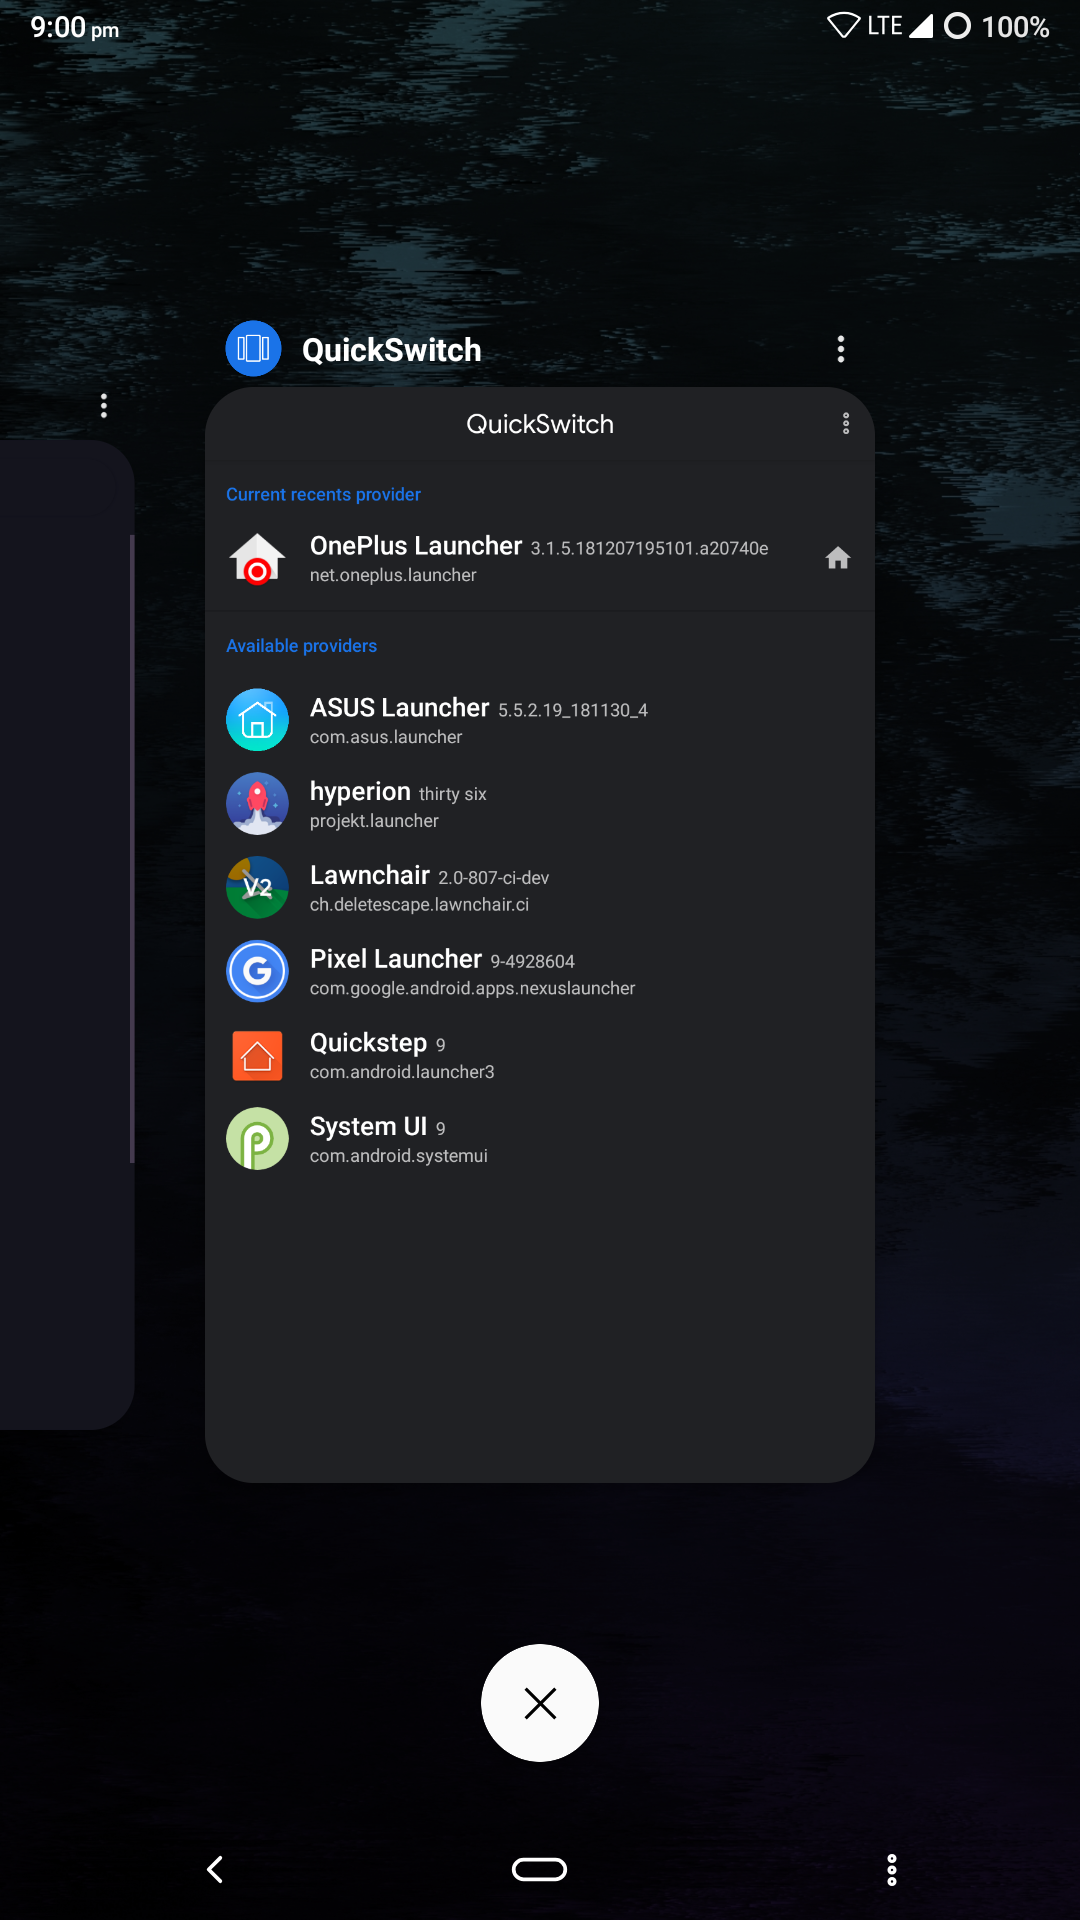 9:00 pm
LTE 100%
QuickSwitch
QuickSwitch
Current recents provider
OnePlus Launcher 3.1.5.181207195101.a20740e
net.oneplus.launcher
Available providers
ASUS Launcher 5.5.2.19_181130_4
com.asus.launcher
hyperion thirty six
projekt.launcher
V2
Lawnchair 2.0-807-ci-dev
ch.deletescape.lawnchair.ci
G
Pixel Launcher 9-4928604
com.google.android.apps.nexuslauncher
Quickstep 9
com.android.launcher3
System UI 9
com.android.systemui